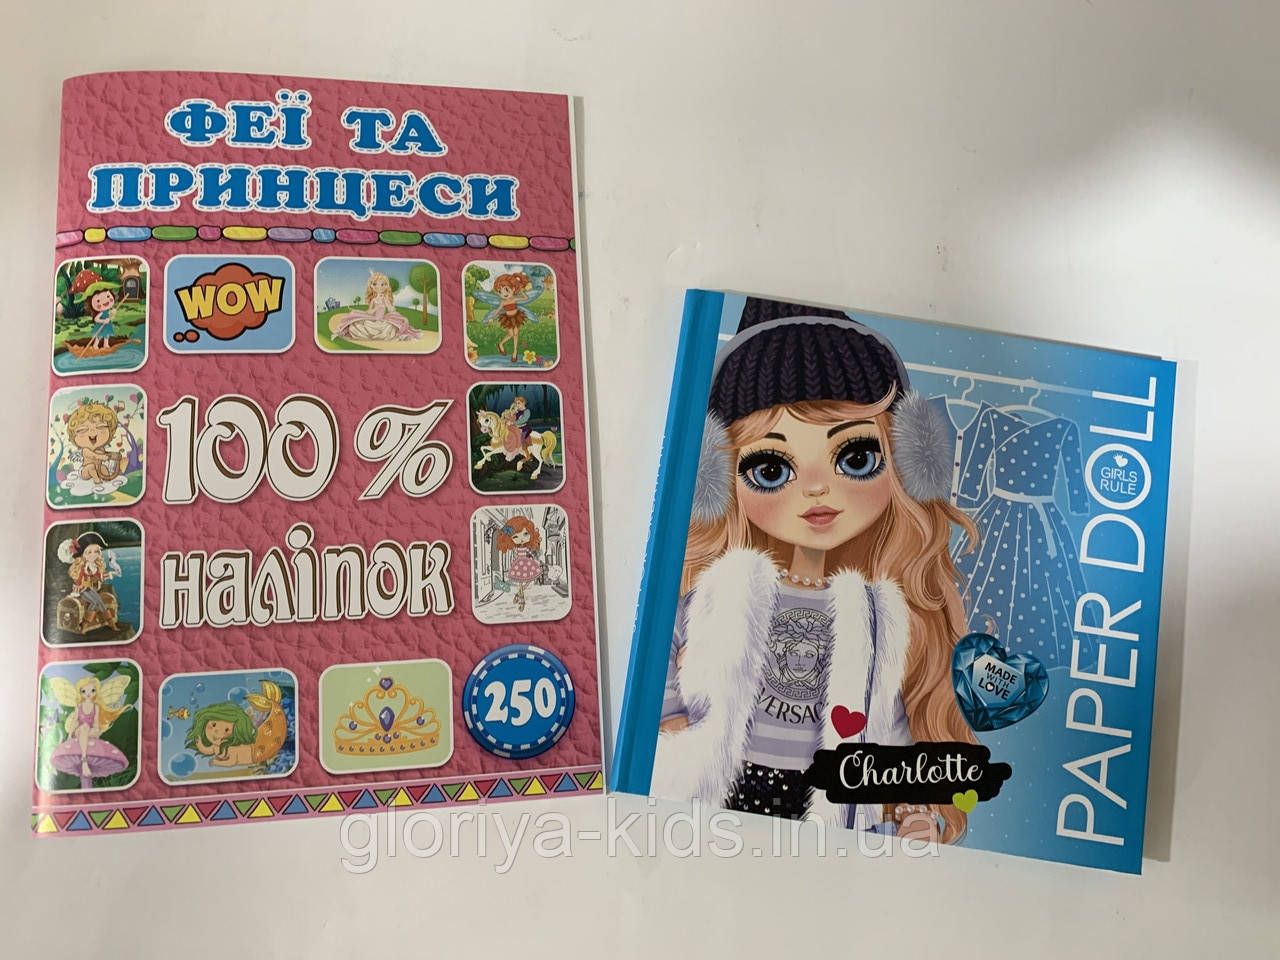 ФЕЇ ТА
ПРИНЦЕСИ
WOW
100 %
наліпок
250
PAPER DOLL
GIRLS
RULE
MADE
WITH
LOVE
VERSAC
Charlotte
gloriya-kids.in.ua